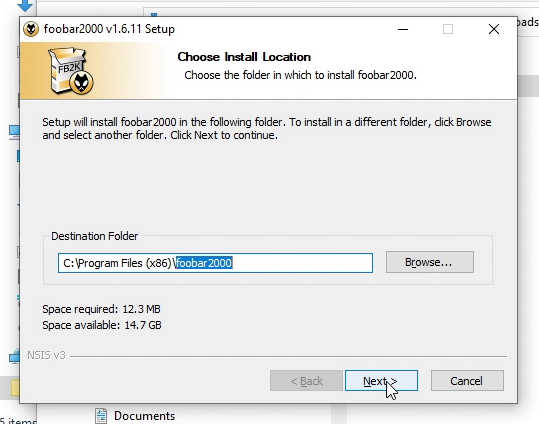 foobar2000 v1.6.11 Setup
oads
FB2K
Choose Install Location
Choose the folder in which to install foobar2000.
Setup will install foobar2000 in the following folder. To install in a different folder, click Browse
and select another folder. Click Next to continue.
Destination Folder
C:\Program Files (x86)\foobar2000
Browse...
Space required: 12.3 MB
Space available: 14.7 GB
NSIS v3
< Back
Next >
Cancel
Documents
5 items